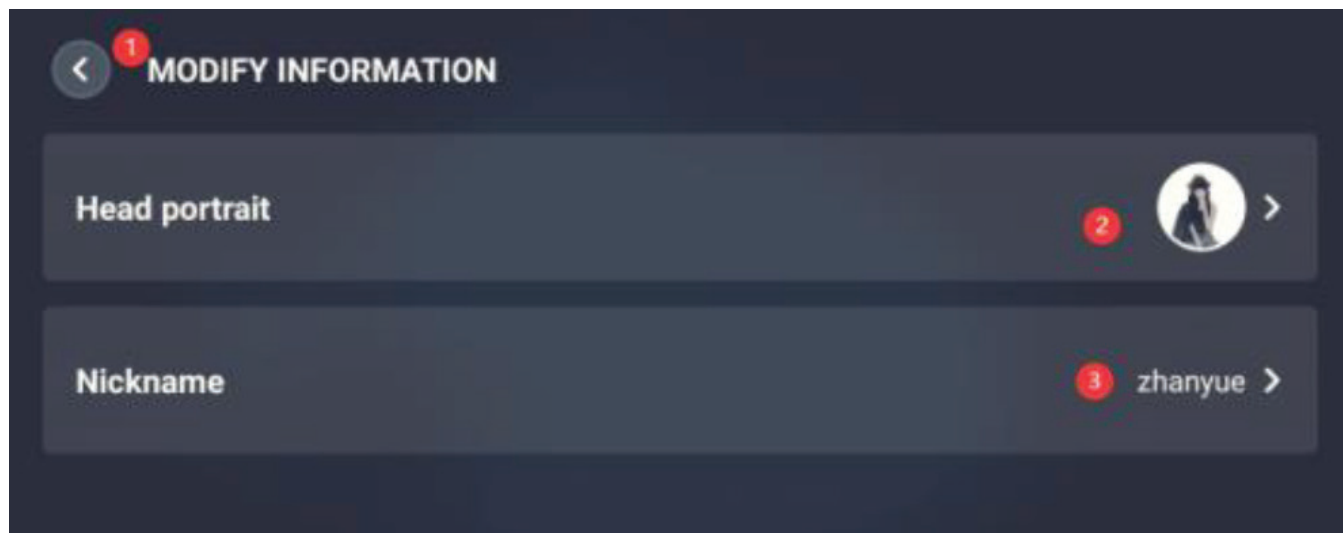 1
MODIFY INFORMATION
Head portrait
2
Nickname
3 zhanyue